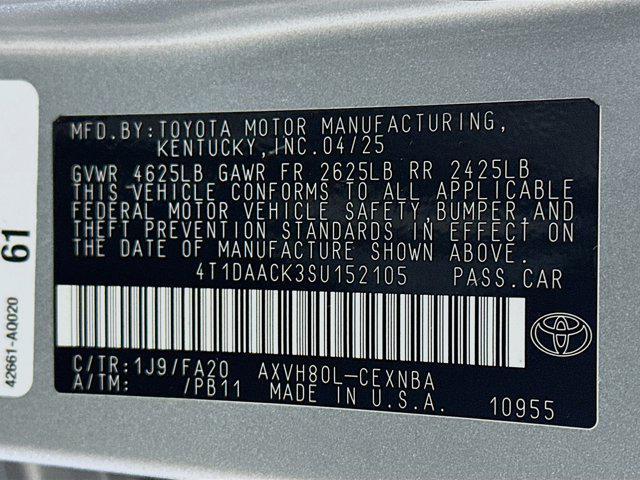 MFD. BY: TOYOTA MOTOR MANUFACTURING,
KENTUCKY, INC. 04/25
GVWR 4625LB GAWR FR 2625LB RR 2425LB
THIS VEHICLE CONFORMS TO ALL APPLICABLE
FEDERAL MOTOR VEHICLE SAFETY, BUMPER, AND
THEFT PREVENTION STANDARDS IN EFFECT ON
THE DATE OF MANUFACTURE SHOWN ABOVE.
4T1DAACK3SU152105 PASS. CAR
C/TR: 1J9/FA20 AXVH80L-CEXNBA
A/TM: /PB11 MADE IN U.S.A. 10955
61
42661-A0020